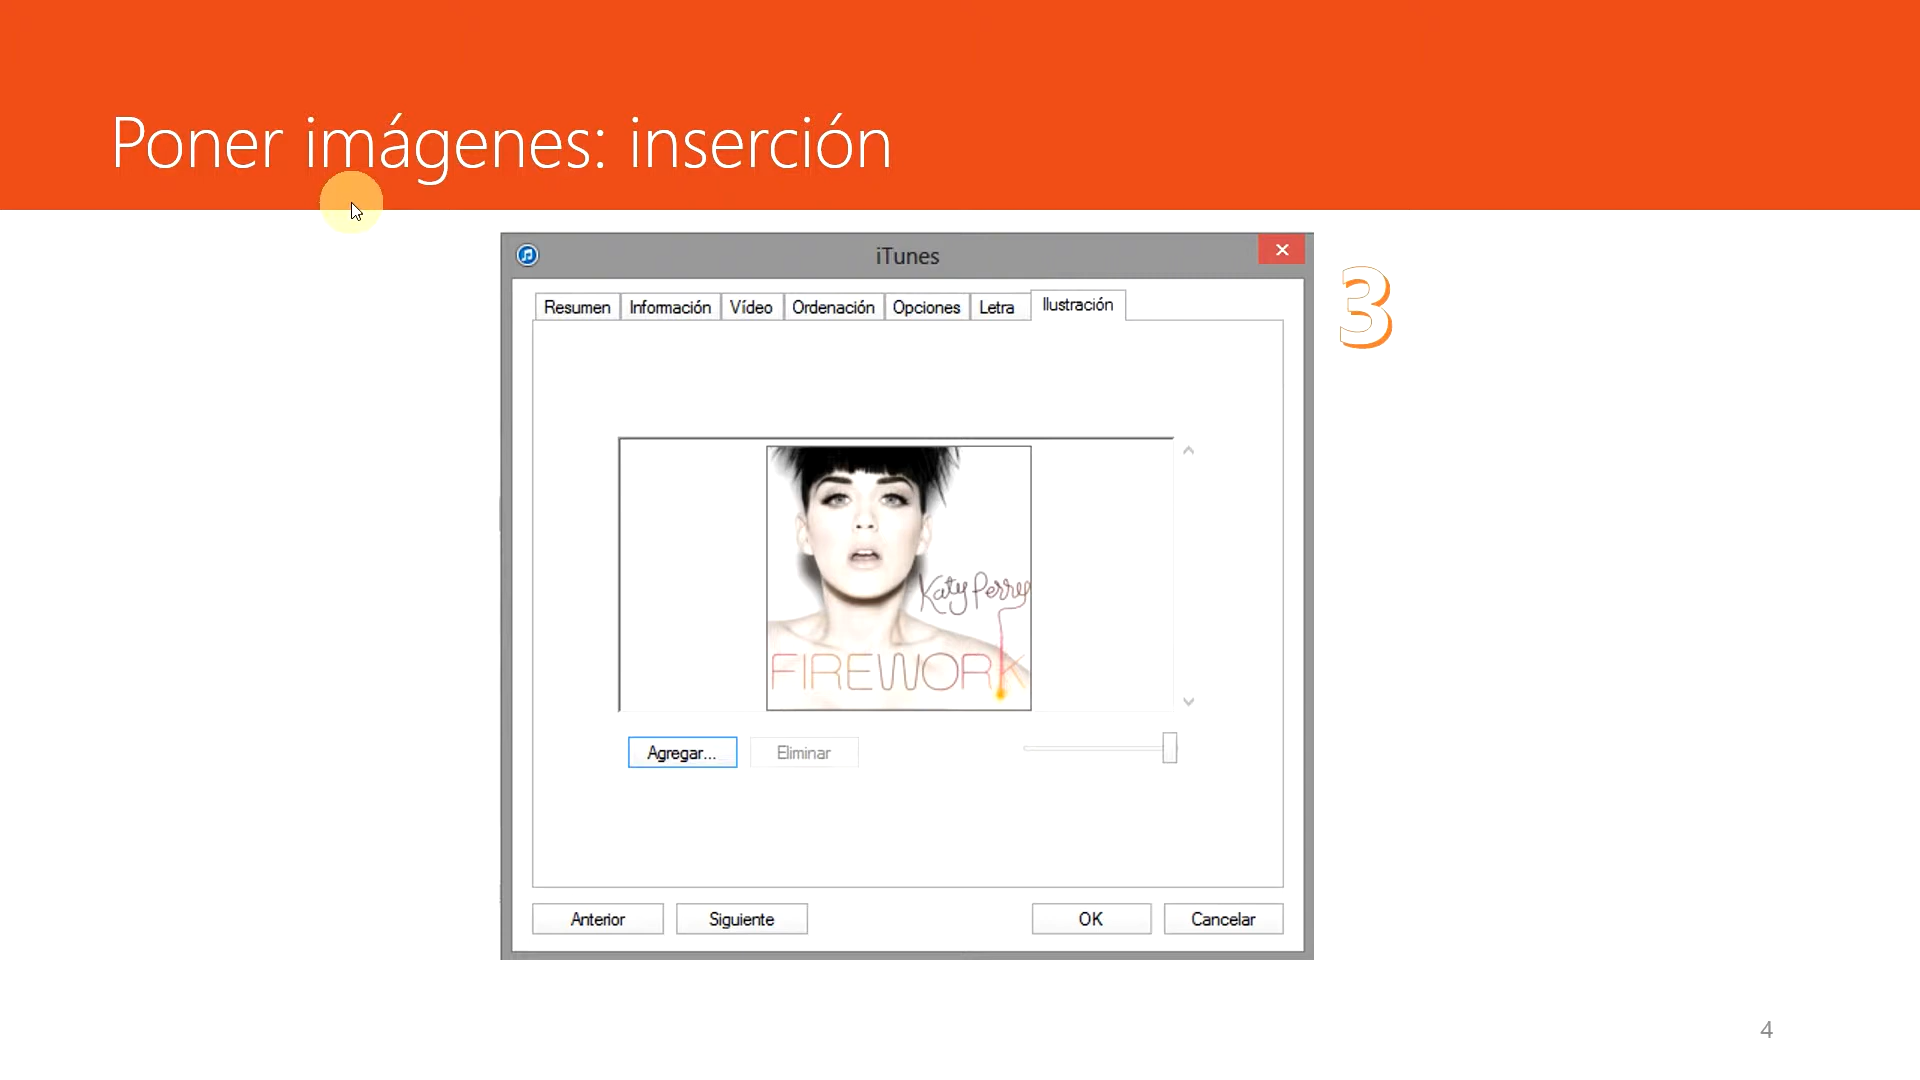 Poner imágenes: inserción
iTunes
3
Resumen Información Vídeo Ordenación Opciones Letra Ilustración
Katy Perry
FIREWORK
Agregar... Eliminar
Anterior Siguiente OK Cancelar
4